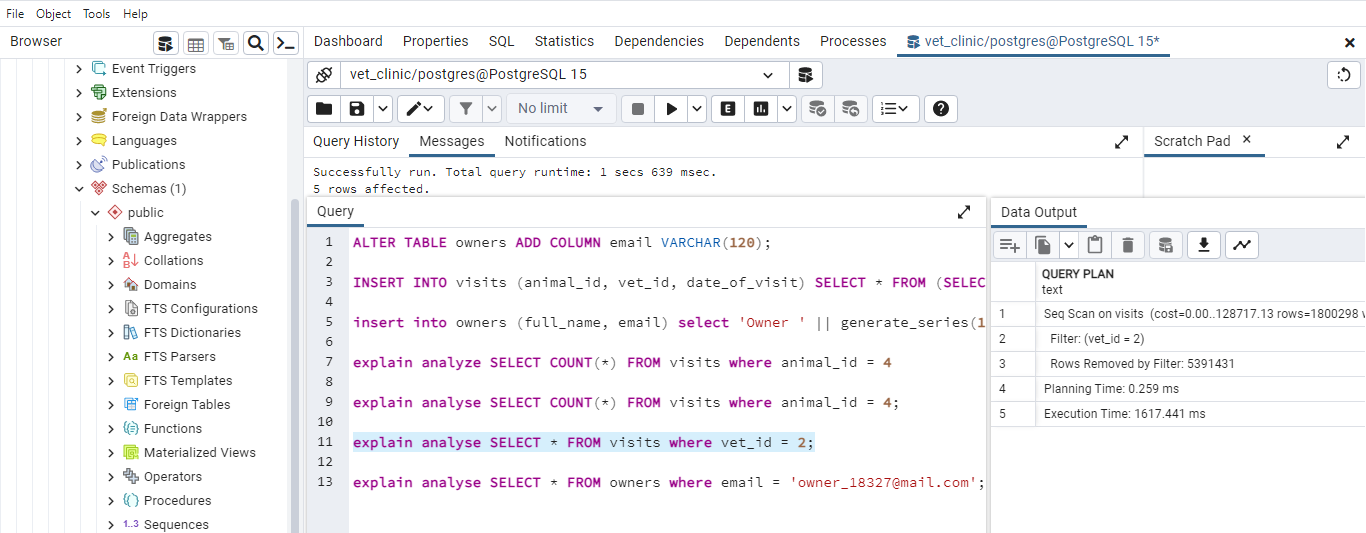 File Object Tools Help
Browser
Dashboard Properties SQL Statistics Dependencies Dependents Processes vet_clinic/postgres@PostgreSQL 15*
Event Triggers
Extensions
Foreign Data Wrappers
Languages
Publications
Schemas (1)
public
Aggregates
Collations
Domains
FTS Configurations
FTS Dictionaries
Aa FTS Parsers
FTS Templates
Foreign Tables
Functions
Materialized Views
Operators
Procedures
1..3 Sequences
vet_clinic/postgres@PostgreSQL 15
No limit
E
Query History Messages Notifications
Scratch Pad
Successfully run. Total query runtime: 1 secs 639 msec.
5 rows affected.
Query
1 ALTER TABLE owners ADD COLUMN email VARCHAR(120);
2
3 INSERT INTO visits (animal_id, vet_id, date_of_visit) SELECT * FROM (SELEC
4
5 insert into owners (full_name, email) select 'Owner ' || generate_series(1
6
7 explain analyze SELECT COUNT(*) FROM visits where animal_id = 4
8
9 explain analyse SELECT COUNT(*) FROM visits where animal_id = 4;
10
11 explain analyse SELECT * FROM visits where vet_id = 2;
12
13 explain analyse SELECT * FROM owners where email = 'owner_18327@mail.com';
Data Output
QUERY PLAN
text
1 Seq Scan on visits (cost=0.00..128717.13 rows=1800298
2 Filter: (vet_id = 2)
3 Rows Removed by Filter: 5391431
4 Planning Time: 0.259 ms
5 Execution Time: 1617.441 ms